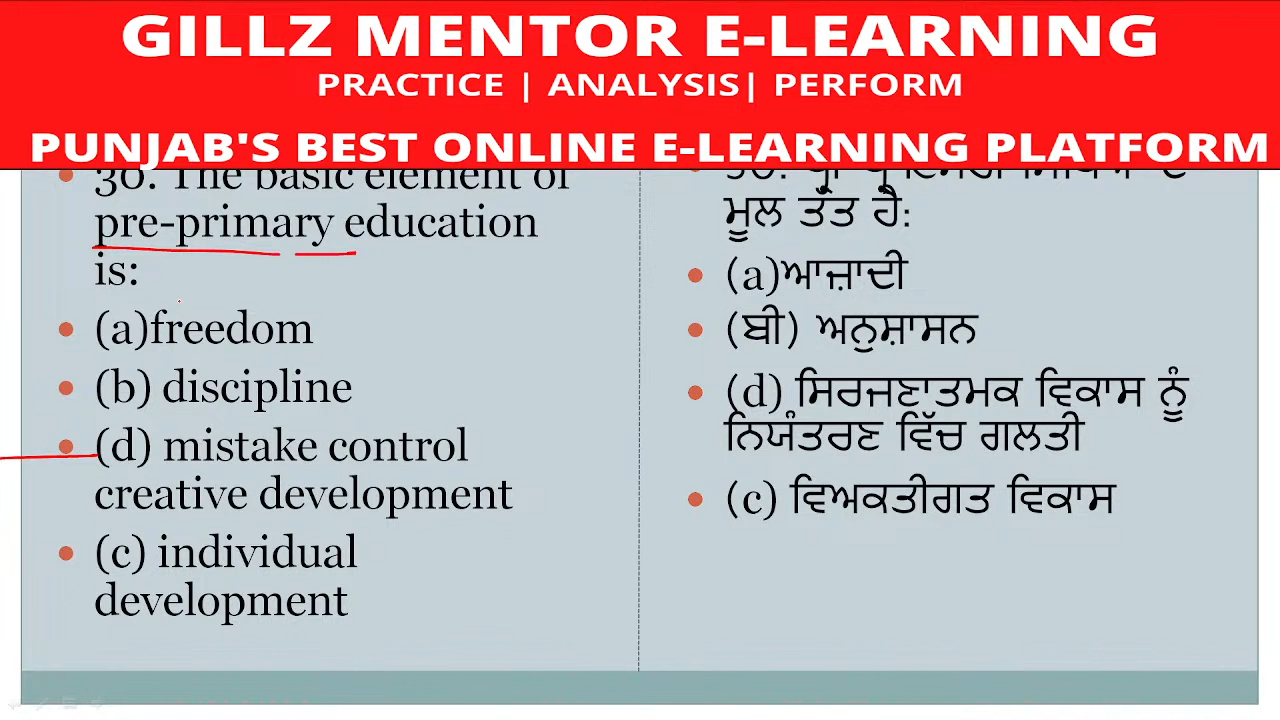 GILLZ MENTOR E-LEARNING
PRACTICE | ANALYSIS| PERFORM
PUNJAB'S BEST ONLINE E-LEARNING PLATFORM
30. The basic element of
pre-primary education
is:
(a)freedom
(b) discipline
(d) mistake control
creative development
(c) individual
development
ਮੂਲ ਤੱਤ ਹੈ:
(a)ਆਜ਼ਾਦੀ
(ਬੀ) ਅਨੁਸ਼ਾਸਨ
(d) ਸਿਰਜਣਾਤਮਕ ਵਿਕਾਸ ਨੂੰ
ਨਿਯੰਤਰਣ ਵਿੱਚ ਗਲਤੀ
(c) ਵਿਅਕਤੀਗਤ ਵਿਕਾਸ